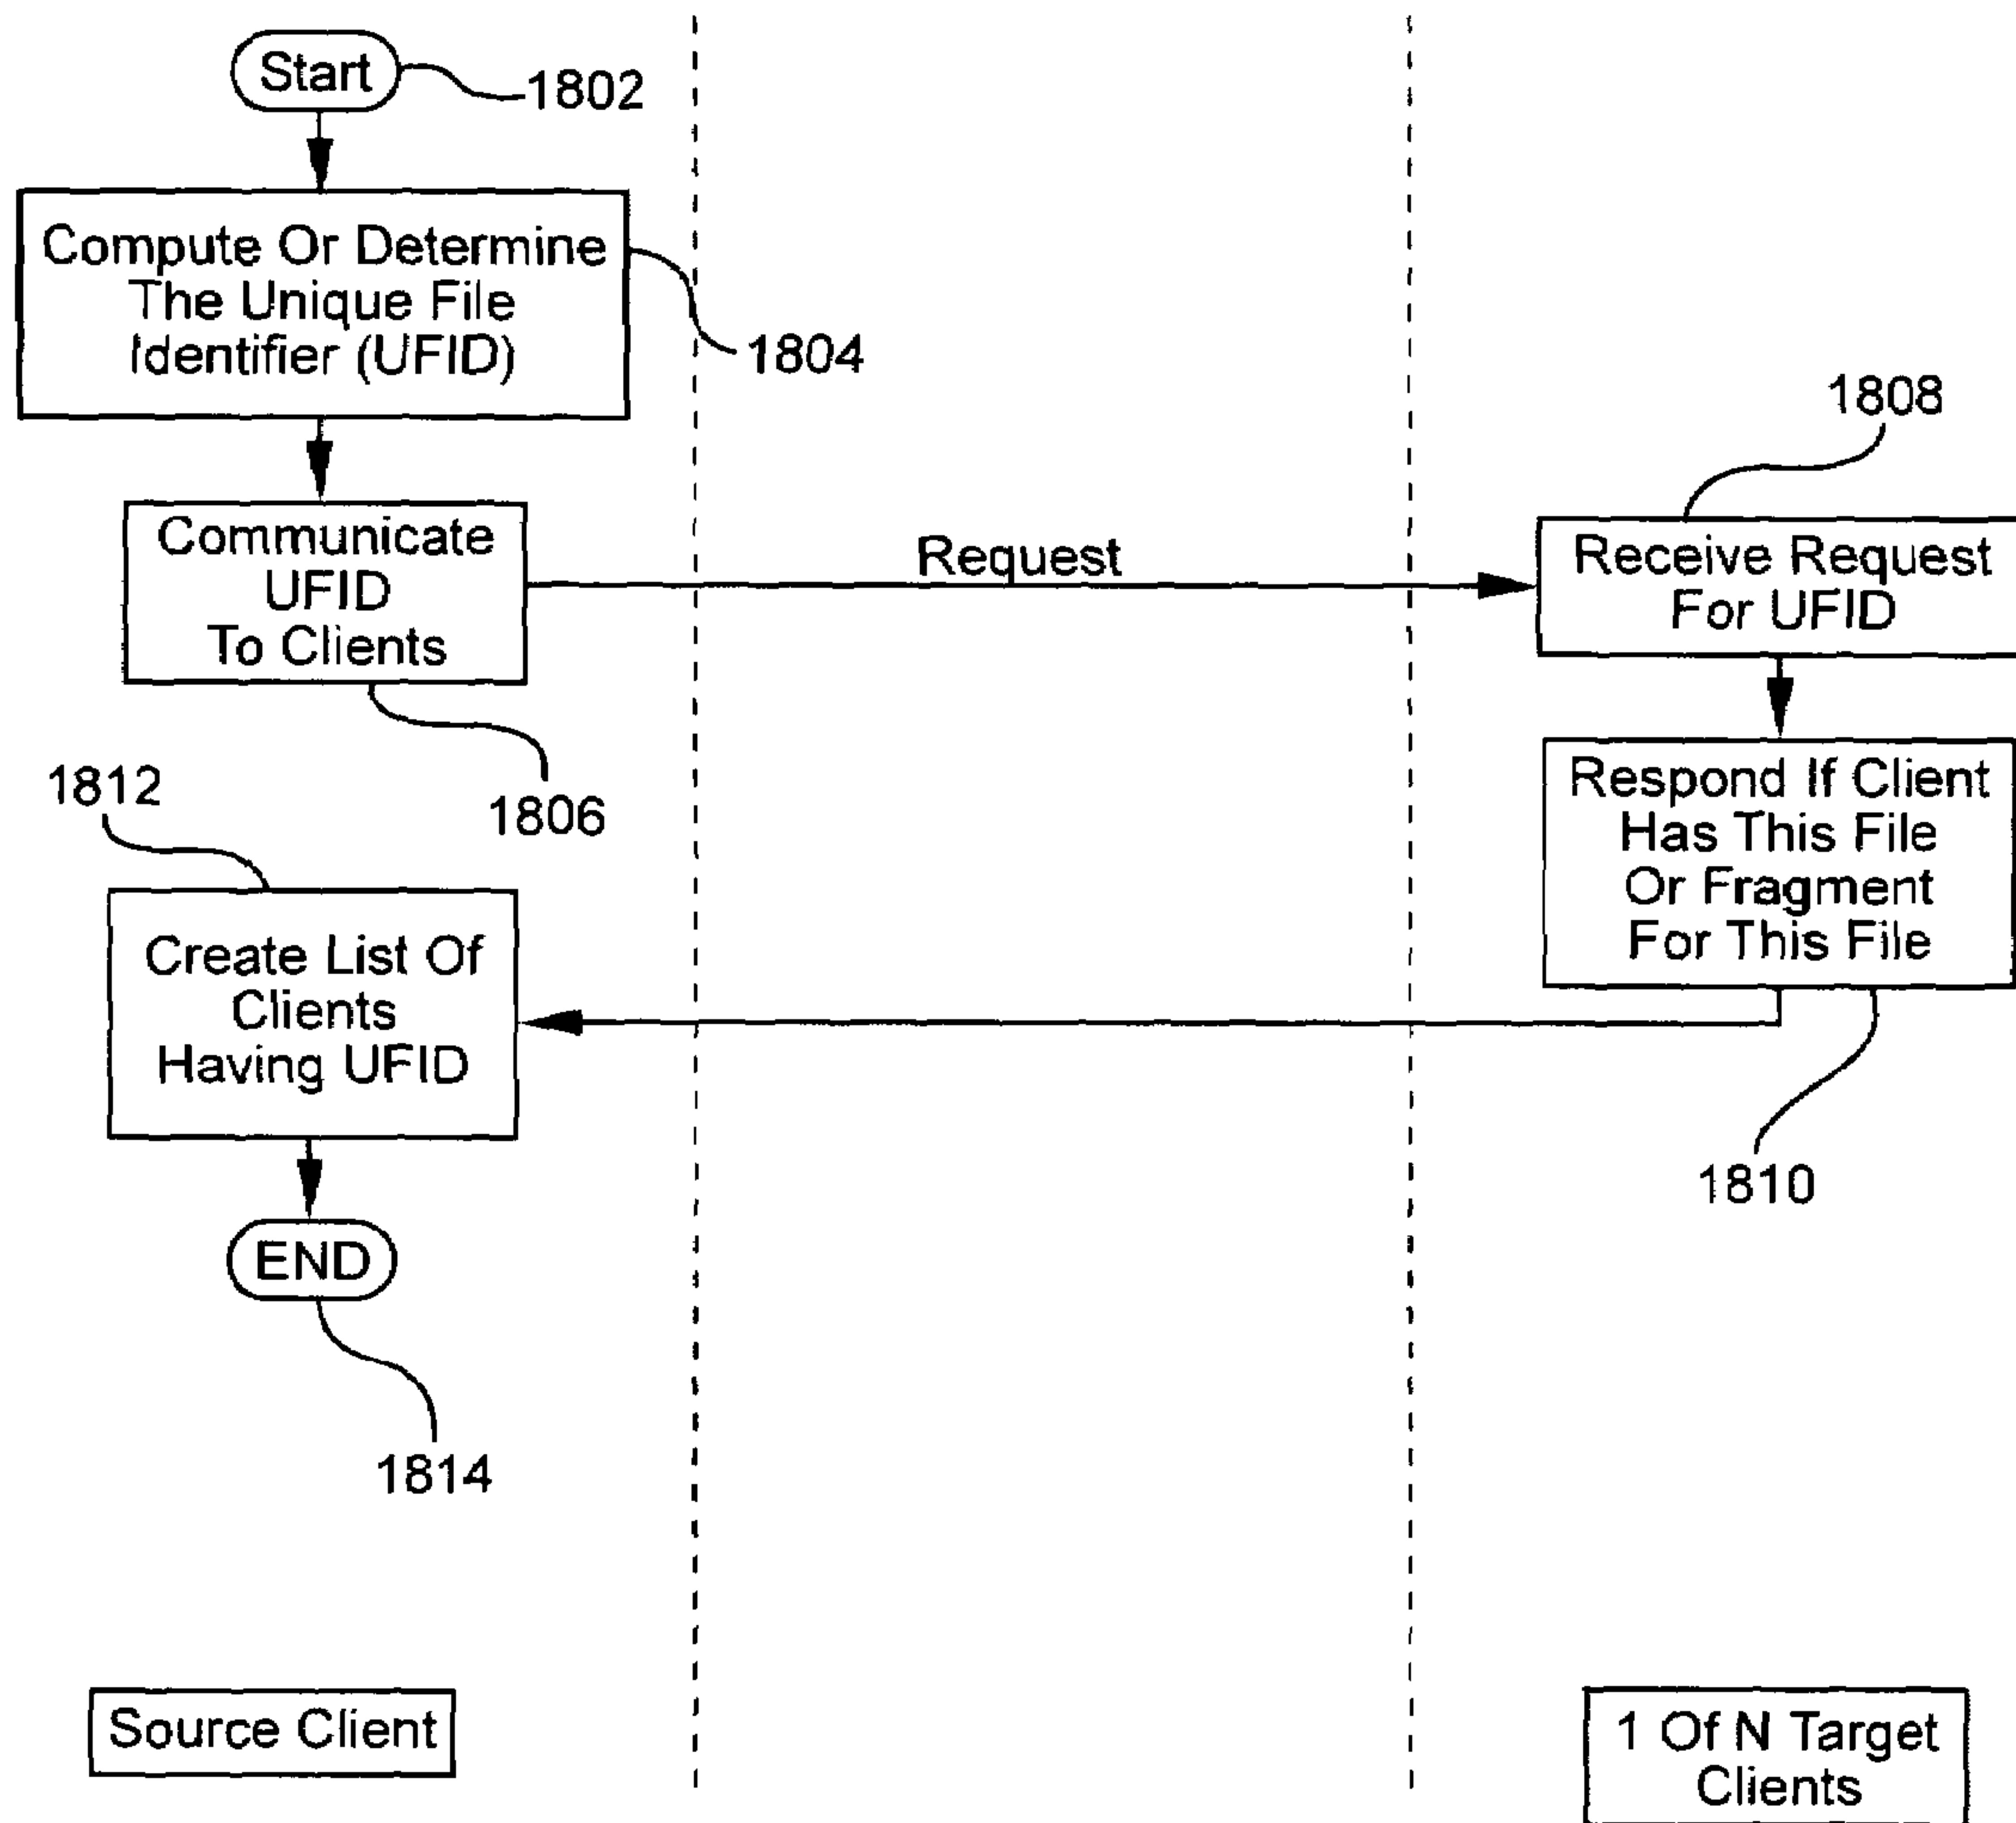 Start
1802
Compute Or Determine
The Unique File
Identifier (UFID)
1804
Communicate
UFID
To Clients
1806
Request
1808
Receive Request
For UFID
Respond If Client
Has This File
Or Fragment
For This File
1810
1812
Create List Of
Clients
Having UFID
END
1814
Source Client
1 Of N Target
Clients